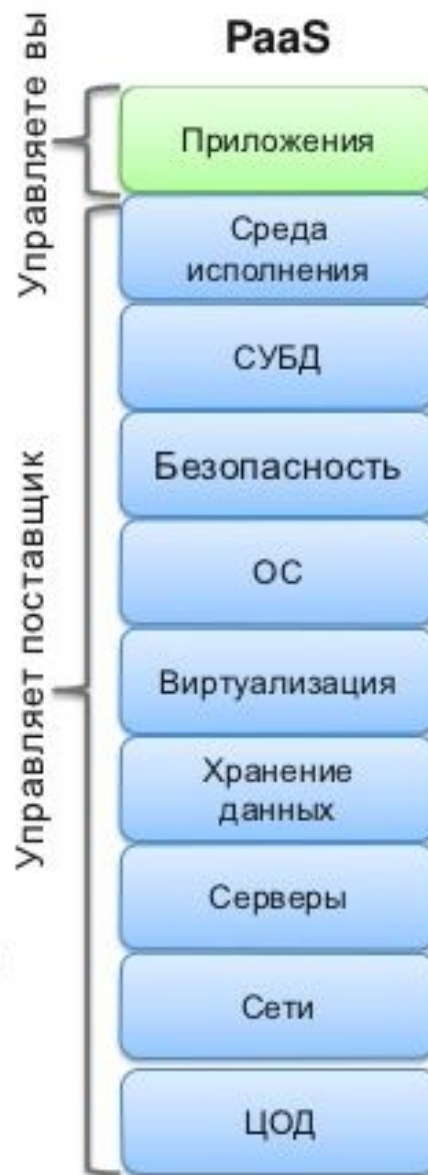 PaaS
Управляете вы
Приложения
Управляет поставщик
Среда
исполнения
СУБД
Безопасность
ОС
Виртуализация
Хранение
данных
Серверы
Сети
ЦОД